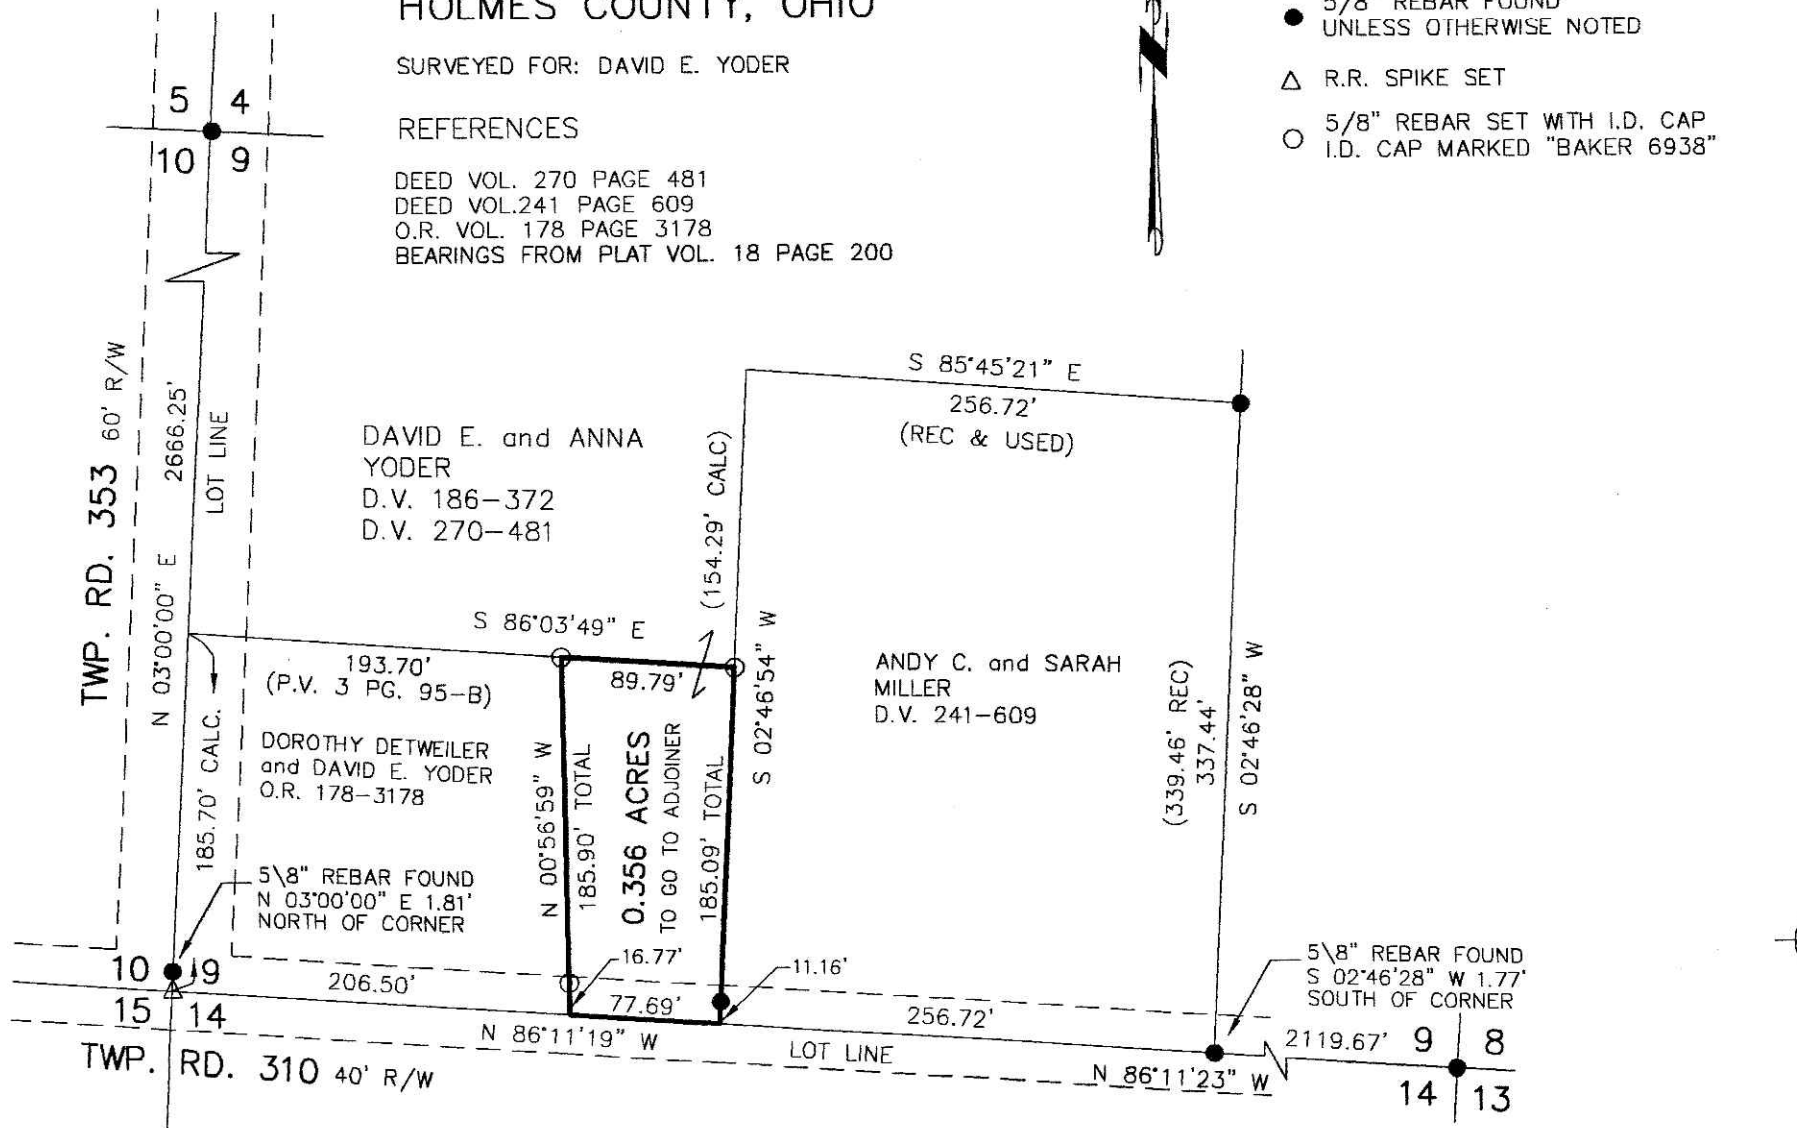 HOLMES COUNTY, OHIO
SURVEYED FOR: DAVID E. YODER
REFERENCES
DEED VOL. 270 PAGE 481
DEED VOL.241 PAGE 609
O.R. VOL. 178 PAGE 3178
BEARINGS FROM PLAT VOL. 18 PAGE 200
5/8" REBAR FOUND
UNLESS OTHERWISE NOTED
R.R. SPIKE SET
5/8" REBAR SET WITH I.D. CAP
I.D. CAP MARKED "BAKER 6938"
5 4
10 9
TWP. RD. 353 60' R/W
N 03°00'00" E 2666.25'
LOT LINE
185.70' CALC.
DAVID E. and ANNA
YODER
D.V. 186-372
D.V. 270-481
S 85°45'21" E
256.72'
(REC & USED)
(154.29' CALC)
S 86°03'49" E
193.70'
(P.V. 3 PG. 95-B)
89.79'
S 02°46'54" W
DOROTHY DETWEILER
and DAVID E. YODER
O.R. 178-3178
N 00°56'59" W
185.90' TOTAL
0.356 ACRES
TO GO TO ADJOINER
185.09' TOTAL
ANDY C. and SARAH
MILLER
D.V. 241-609
(339.46' REC)
337.44'
S 02°46'28" W
5\8" REBAR FOUND
N 03°00'00" E 1.81'
NORTH OF CORNER
16.77'
11.16'
5\8" REBAR FOUND
S 02°46'28" W 1.77'
SOUTH OF CORNER
10 9
15 14
206.50'
77.69'
256.72'
2119.67'
9 8
14 13
N 86°11'19" W
LOT LINE
N 86°11'23" W
TWP. RD. 310 40' R/W